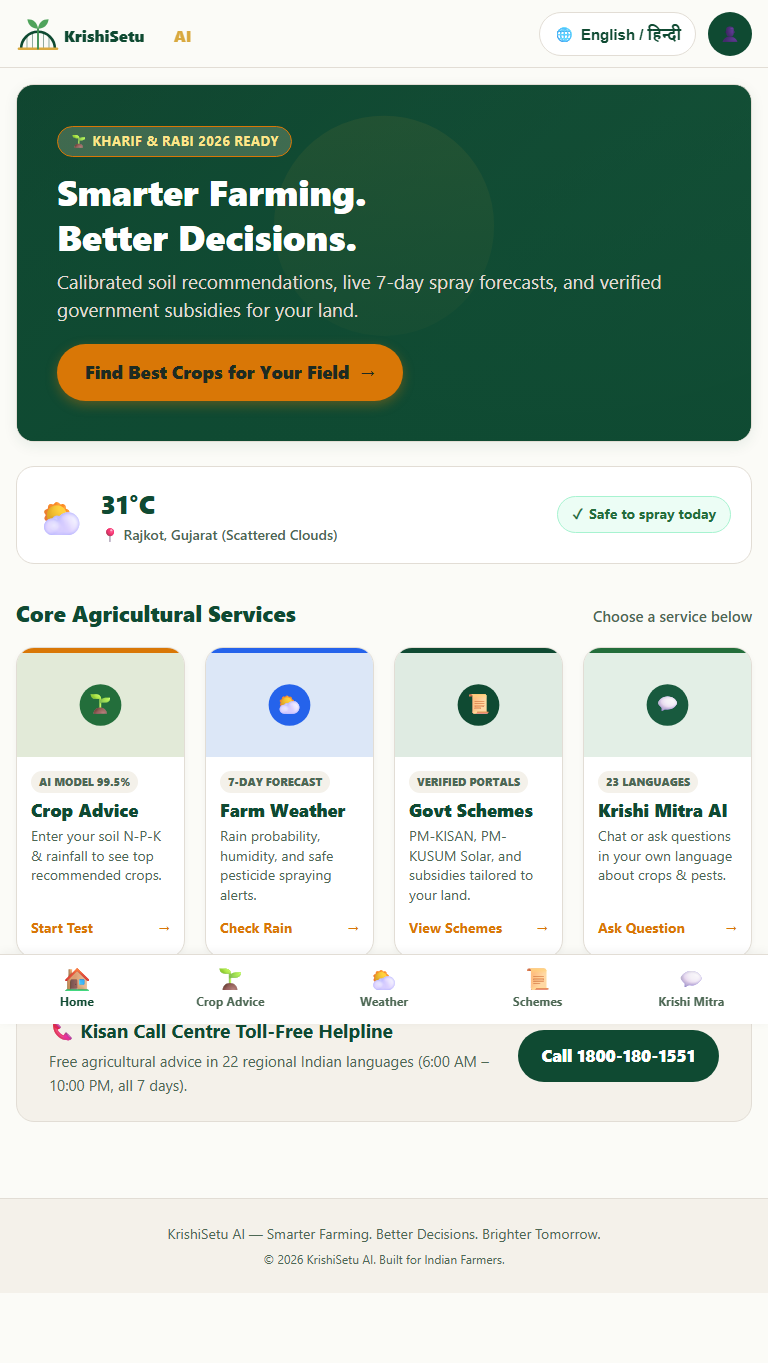 KrishiSetu AI
English / हिन्दी
KHARIF & RABI 2026 READY
Smarter Farming.
Better Decisions.
Calibrated soil recommendations, live 7-day spray forecasts, and verified
government subsidies for your land.
Find Best Crops for Your Field →
31°C
Rajkot, Gujarat (Scattered Clouds)
✓ Safe to spray today
Core Agricultural Services
Choose a service below
AI MODEL 99.5%
Crop Advice
Enter your soil N-P-K
& rainfall to see top
recommended crops.
Start Test →
7-DAY FORECAST
Farm Weather
Rain probability,
humidity, and safe
pesticide spraying
alerts.
Check Rain →
VERIFIED PORTALS
Govt Schemes
PM-KISAN, PM-
KUSUM Solar, and
subsidies tailored to
your land.
View Schemes →
23 LANGUAGES
Krishi Mitra AI
Chat or ask questions
in your own language
about crops & pests.
Ask Question →
Home
Crop Advice
Weather
Schemes
Krishi Mitra
Kisan Call Centre Toll-Free Helpline
Free agricultural advice in 22 regional Indian languages (6:00 AM –
10:00 PM, all 7 days).
Call 1800-180-1551
KrishiSetu AI — Smarter Farming. Better Decisions. Brighter Tomorrow.
© 2026 KrishiSetu AI. Built for Indian Farmers.